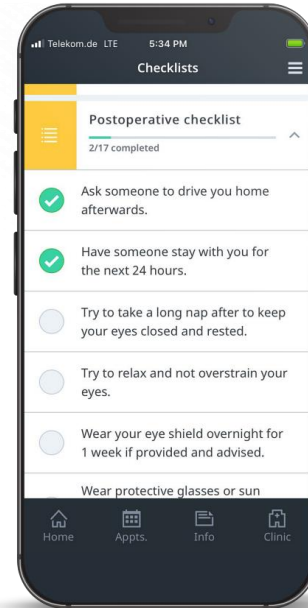 Telekom.de LTE 5:34 PM
Checklists
Postoperative checklist
2/17 completed
Ask someone to drive you home
afterwards.
Have someone stay with you for
the next 24 hours.
Try to take a long nap after to keep
your eyes closed and rested.
Try to relax and not overstrain your
eyes.
Wear your eye shield overnight for
1 week if provided and advised.
Wear protective glasses or sun
Home Appts. Info Clinic